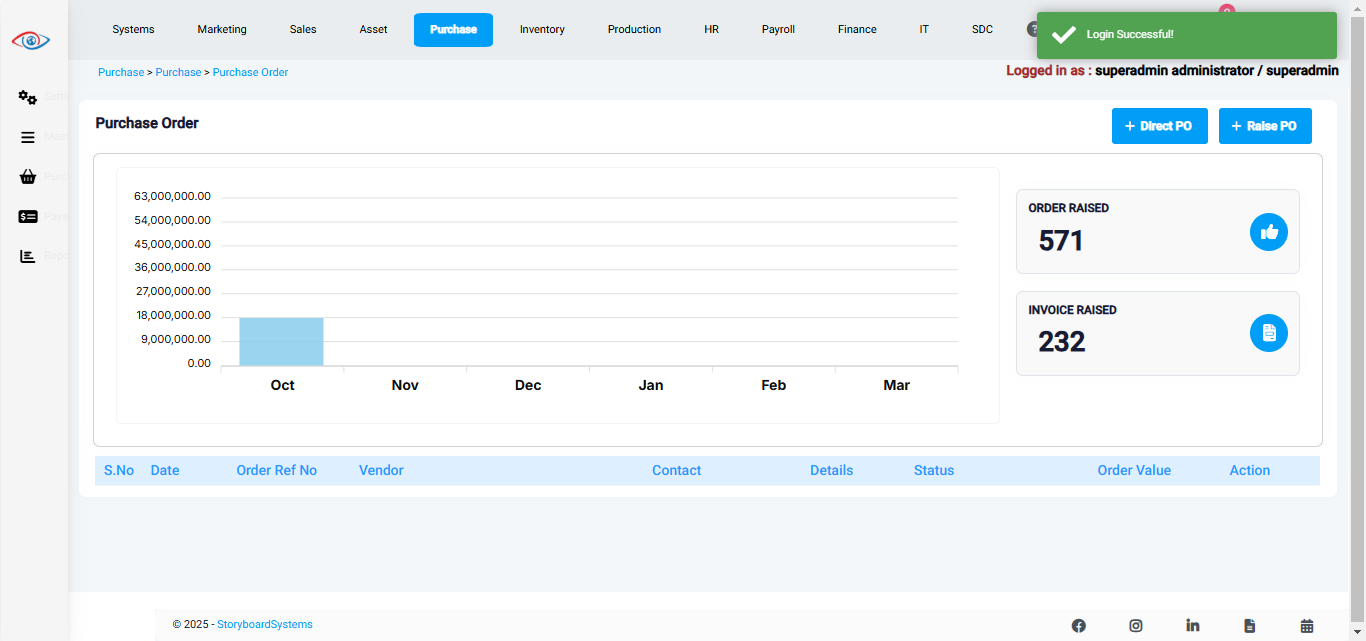 Systems Marketing Sales Asset Purchase Inventory Production HR Payroll Finance IT SDC ?
Login Successful!
Purchase > Purchase > Purchase Order
Logged in as : superadmin administrator / superadmin
Purchase Order
+ Direct PO
+ Raise PO
63,000,000.00
54,000,000.00
45,000,000.00
36,000,000.00
27,000,000.00
18,000,000.00
9,000,000.00
0.00
Oct Nov Dec Jan Feb Mar
ORDER RAISED
571
INVOICE RAISED
232
S.No Date Order Ref No Vendor Contact Details Status Order Value Action
© 2025 - StoryboardSystems